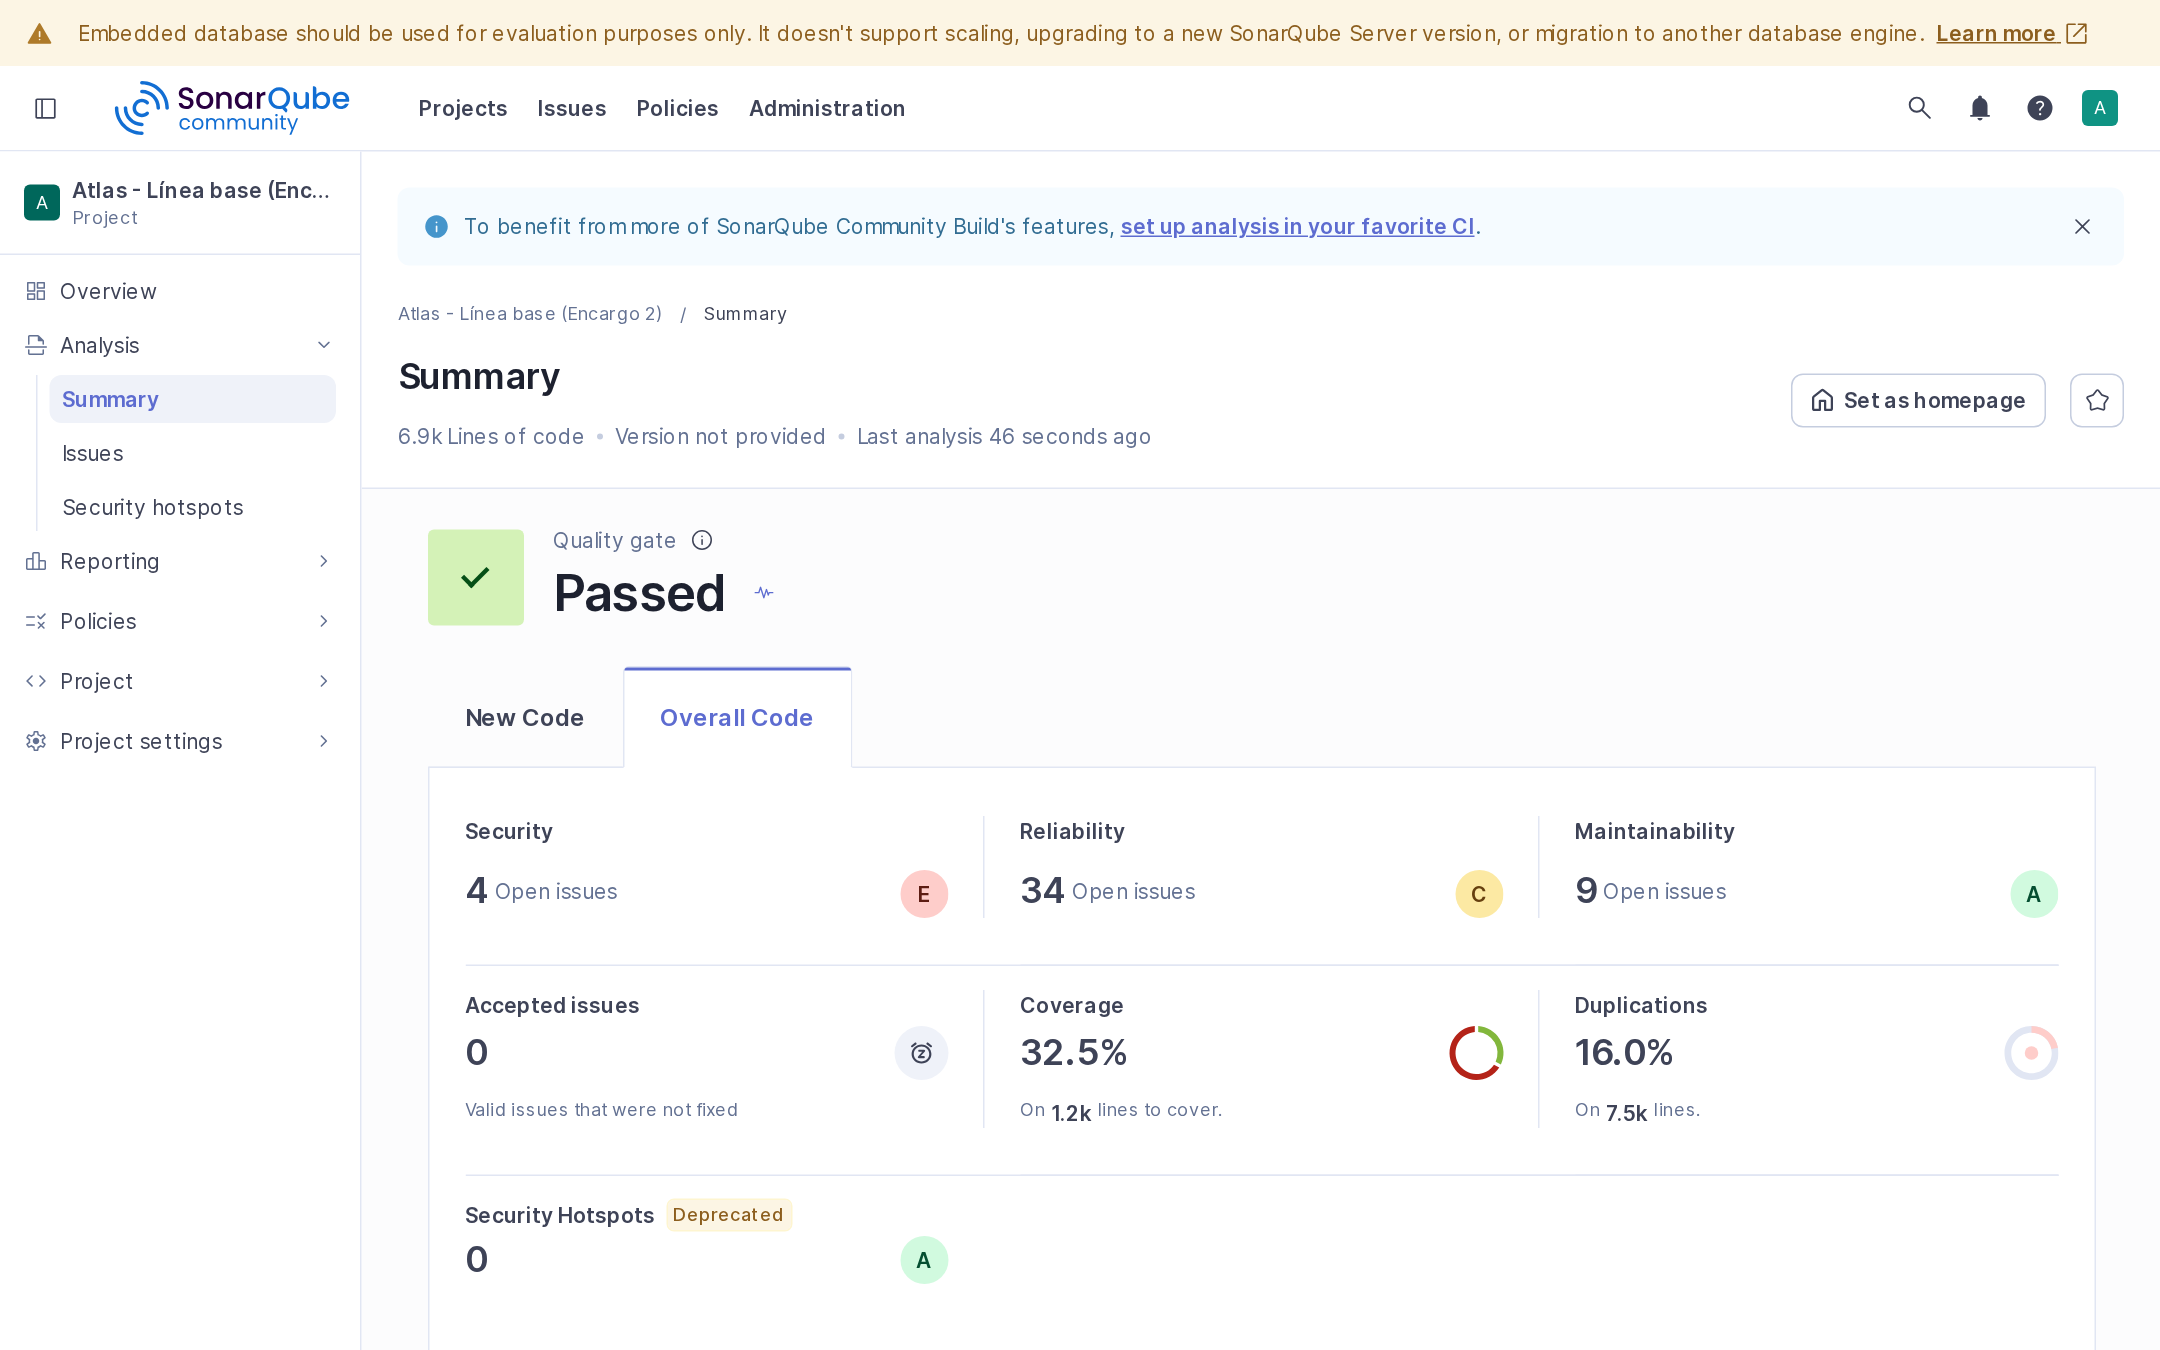 Embedded database should be used for evaluation purposes only. It doesn't support scaling, upgrading to a new SonarQube Server version, or migration to another database engine. Learn more
SonarQube community
Projects Issues Policies Administration
A
A
Atlas - Línea base (Enc...
Project
Overview
Analysis
Summary
Issues
Security hotspots
Reporting
Policies
Project
Project settings
To benefit from more of SonarQube Community Build's features, set up analysis in your favorite CI.
Atlas - Línea base (Encargo 2) / Summary
Summary
Set as homepage
6.9k Lines of code • Version not provided • Last analysis 46 seconds ago
Quality gate
Passed
New Code
Overall Code
Security
4 Open issues
E
Reliability
34 Open issues
C
Maintainability
9 Open issues
A
Accepted issues
0
Valid issues that were not fixed
Coverage
32.5%
On 1.2k lines to cover.
Duplications
16.0%
On 7.5k lines.
Security Hotspots Deprecated
0
A